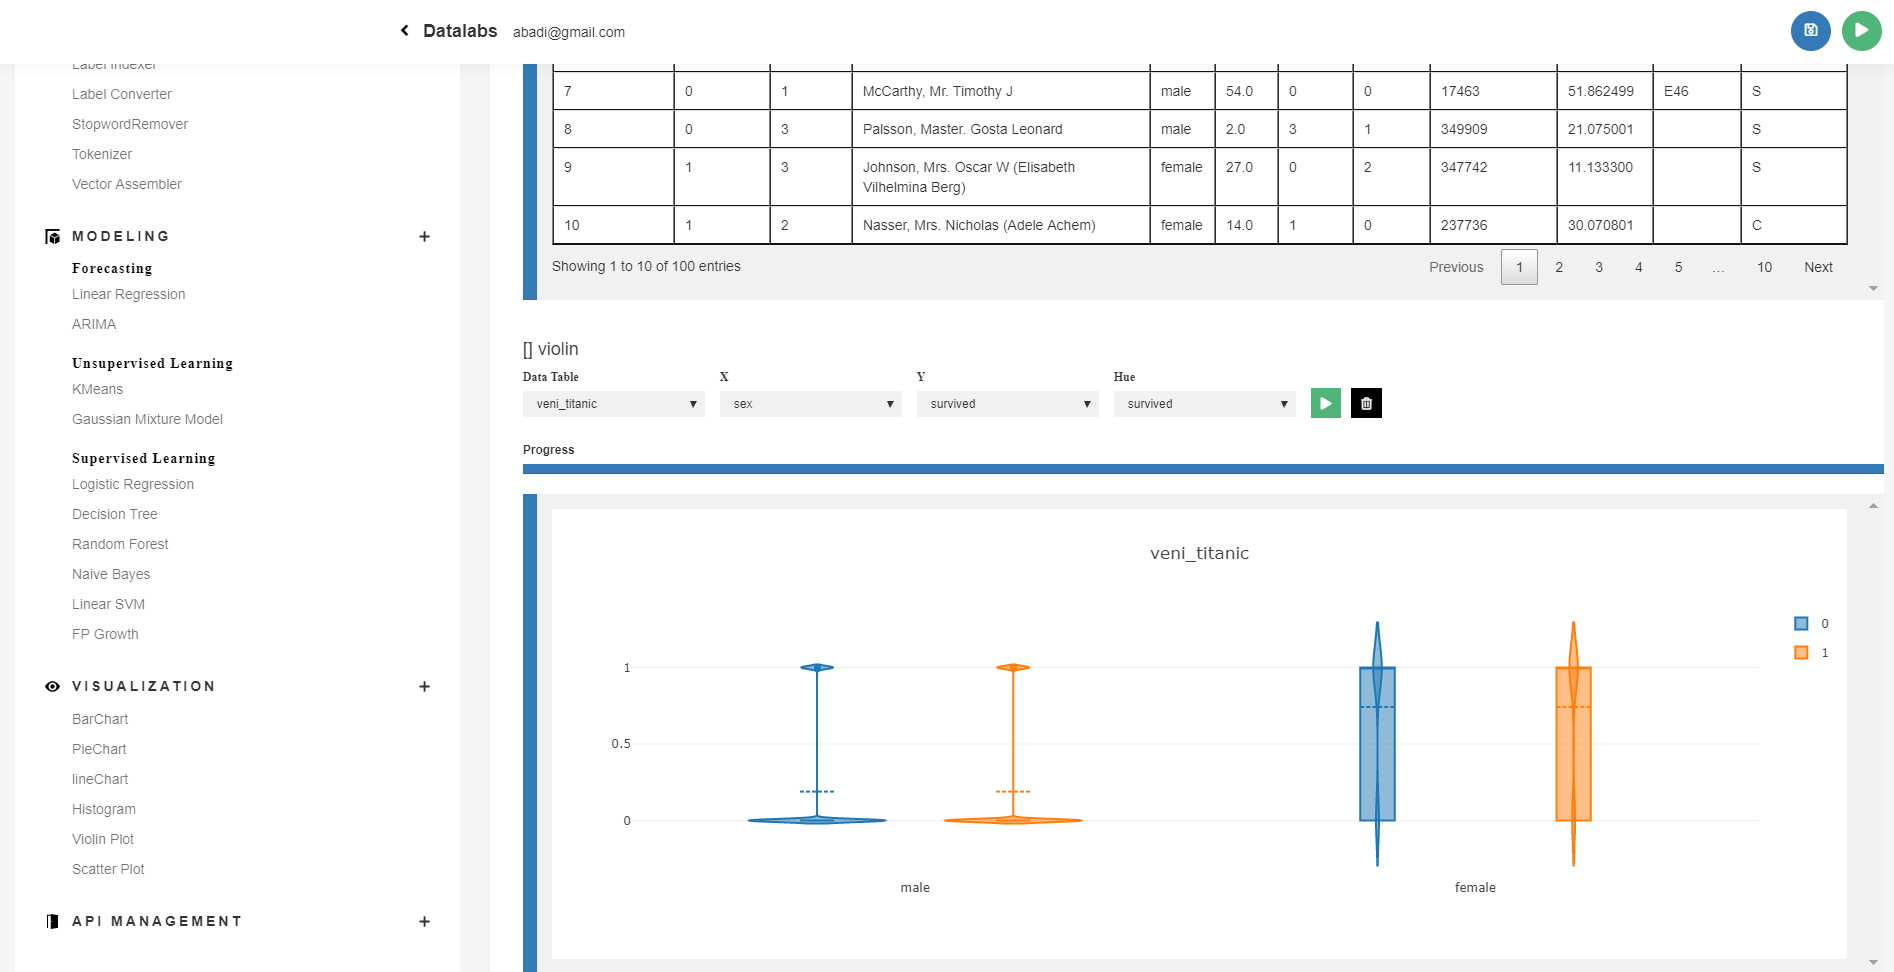 Datalabs abadi@gmail.com
Label Indexer
Label Converter
StopwordRemover
Tokenizer
Vector Assembler
MODELING +
Forecasting
Linear Regression
ARIMA
Unsupervised Learning
KMeans
Gaussian Mixture Model
Supervised Learning
Logistic Regression
Decision Tree
Random Forest
Naive Bayes
Linear SVM
FP Growth
VISUALIZATION +
BarChart
PieChart
lineChart
Histogram
Violin Plot
Scatter Plot
API MANAGEMENT +
7 0 1 McCarthy, Mr. Timothy J male 54.0 0 0 17463 51.862499 E46 S
8 0 3 Palsson, Master. Gosta Leonard male 2.0 3 1 349909 21.075001 S
9 1 3 Johnson, Mrs. Oscar W (Elisabeth female 27.0 0 2 347742 11.133300 S
Vilhelmina Berg)
10 1 2 Nasser, Mrs. Nicholas (Adele Achem) female 14.0 1 0 237736 30.070801 C
Showing 1 to 10 of 100 entries Previous 1 2 3 4 5 … 10 Next
[] violin
Data Table X Y Hue
veni_titanic sex survived survived
Progress
veni_titanic
0
1
1
0.5
0
male female